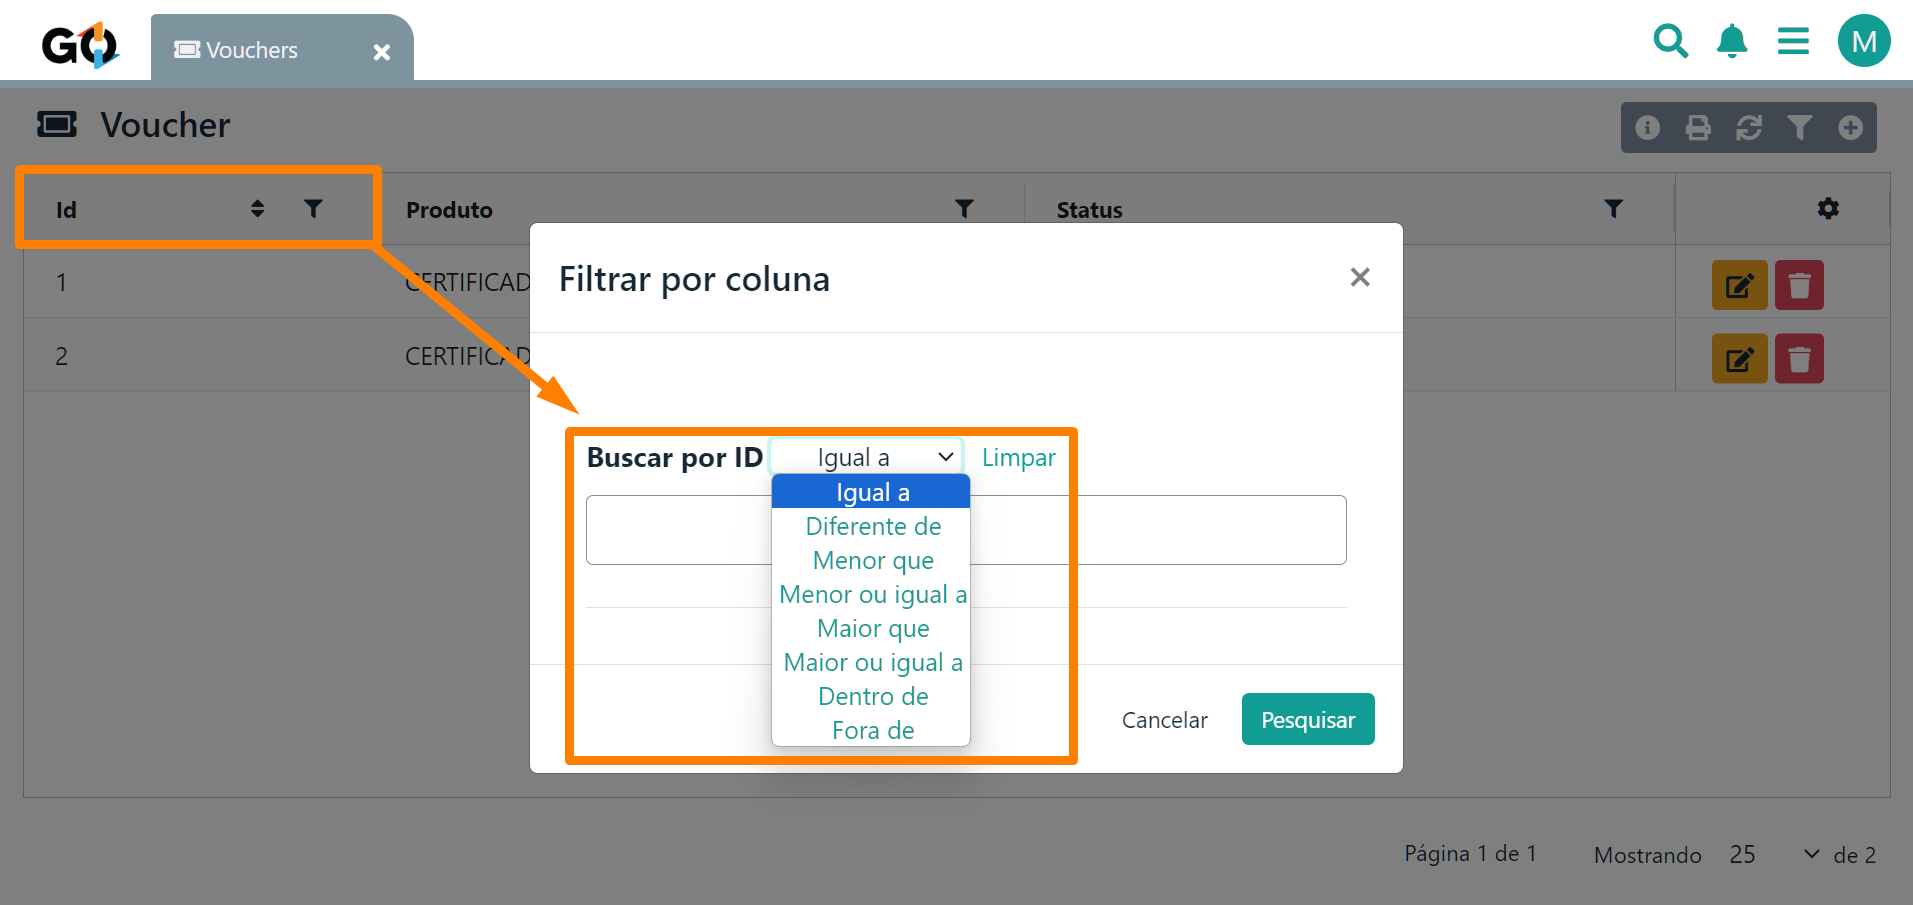 GO
Vouchers
M
Voucher
Id
Produto
Status
1
CERTIFICAD
2
CERTIFICAD
Filtrar por coluna
Buscar por ID
Igual a
Limpar
Igual a
Diferente de
Menor que
Menor ou igual a
Maior que
Maior ou igual a
Dentro de
Fora de
Cancelar
Pesquisar
Página 1 de 1
Mostrando 25 de 2